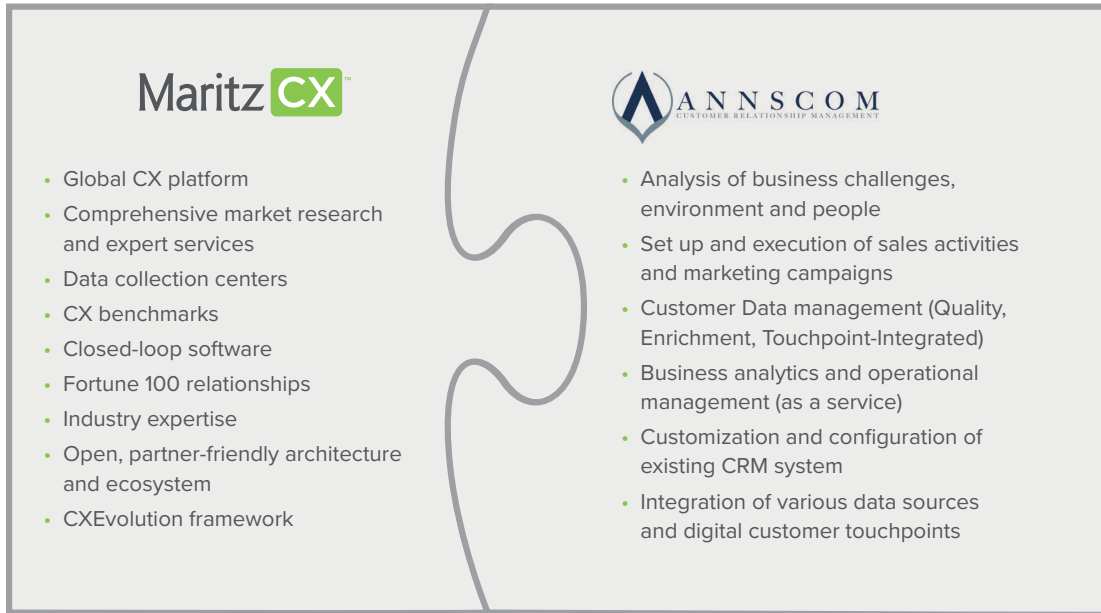 Maritz CX™
• Global CX platform
• Comprehensive market research
and expert services
• Data collection centers
• CX benchmarks
• Closed-loop software
• Fortune 100 relationships
• Industry expertise
• Open, partner-friendly architecture
and ecosystem
• CXEvolution framework
ANNSCOM
CUSTOMER RELATIONSHIP MANAGEMENT
• Analysis of business challenges,
environment and people
• Set up and execution of sales activities
and marketing campaigns
• Customer Data management (Quality,
Enrichment, Touchpoint-Integrated)
• Business analytics and operational
management (as a service)
• Customization and configuration of
existing CRM system
• Integration of various data sources
and digital customer touchpoints